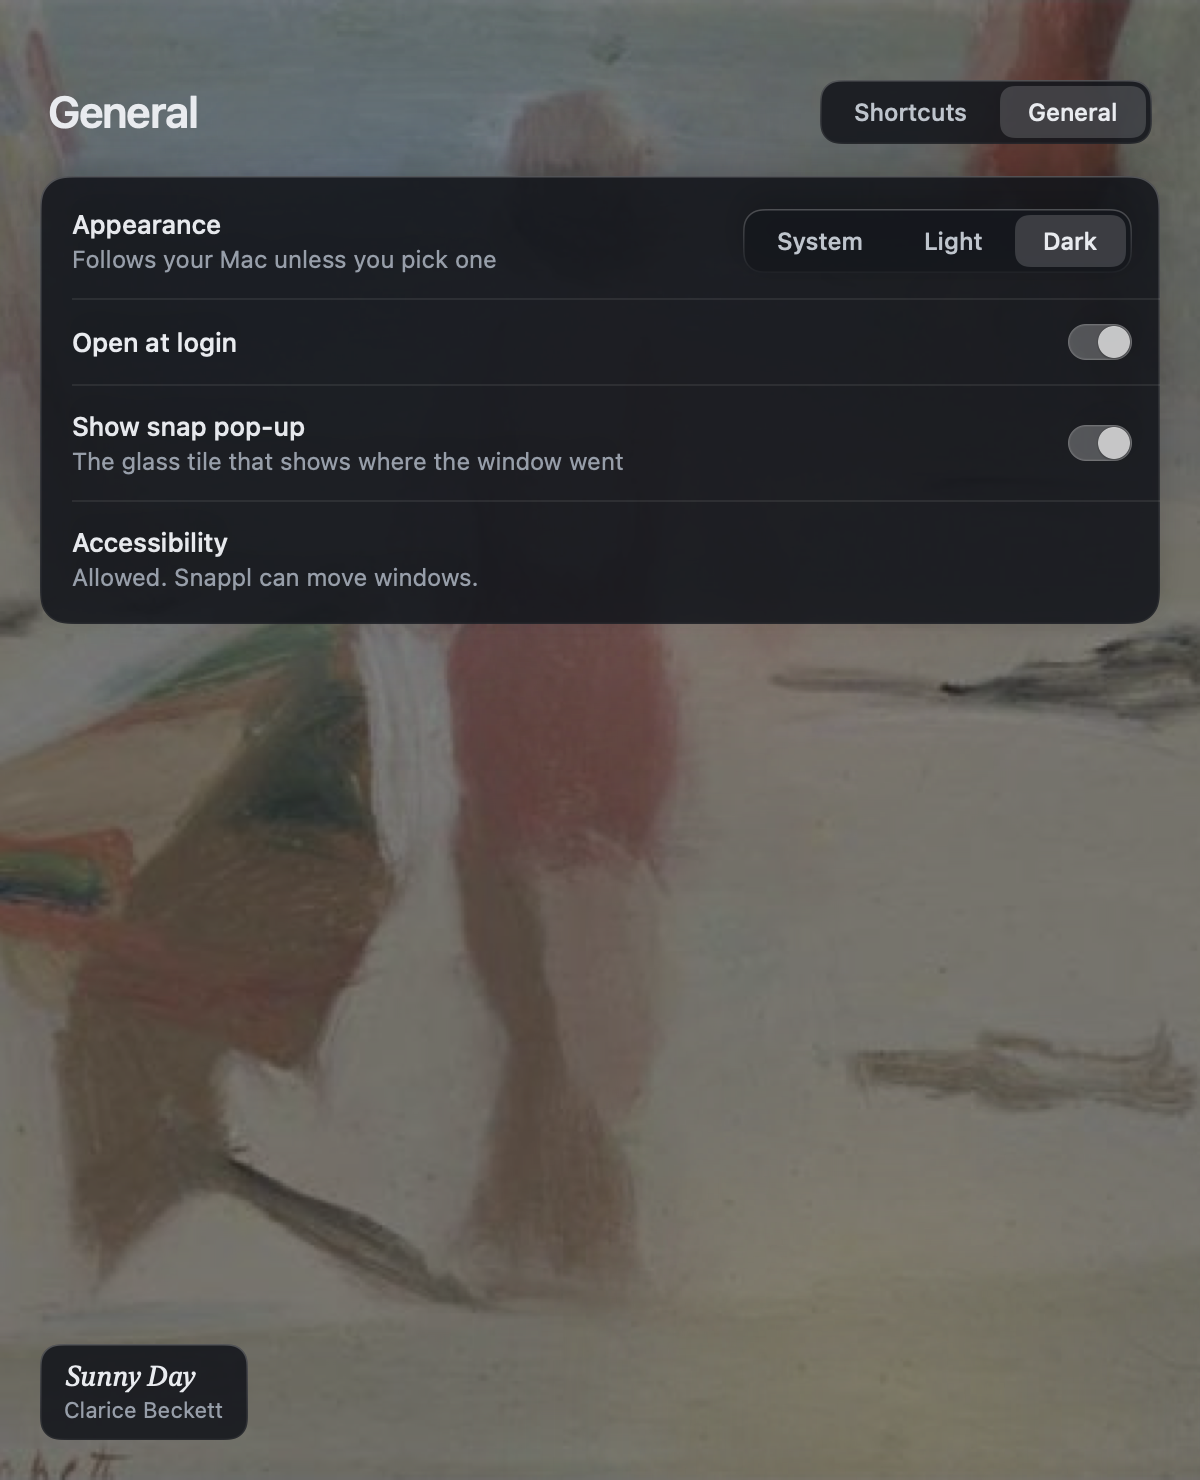 General
Shortcuts General
Appearance
Follows your Mac unless you pick one
System Light Dark
Open at login
Show snap pop-up
The glass tile that shows where the window went
Accessibility
Allowed. Snappl can move windows.
Sunny Day
Clarice Beckett